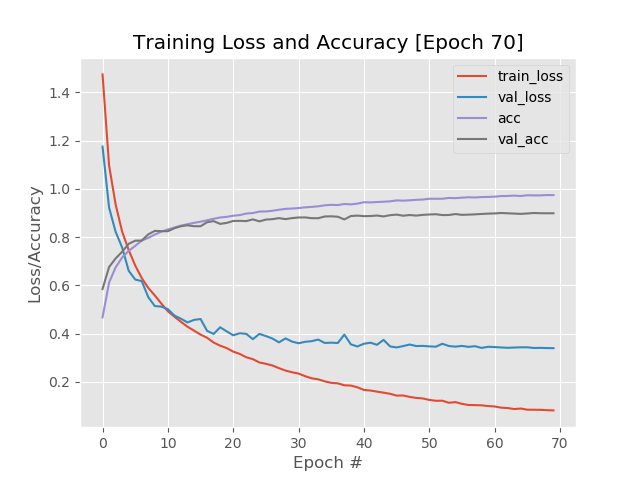 Training Loss and Accuracy [Epoch 70]
train_loss
val_loss
acc
val_acc
Loss/Accuracy
1.4
1.2
1.0
0.8
0.6
0.4
0.2
0 10 20 30 40 50 60 70
Epoch #